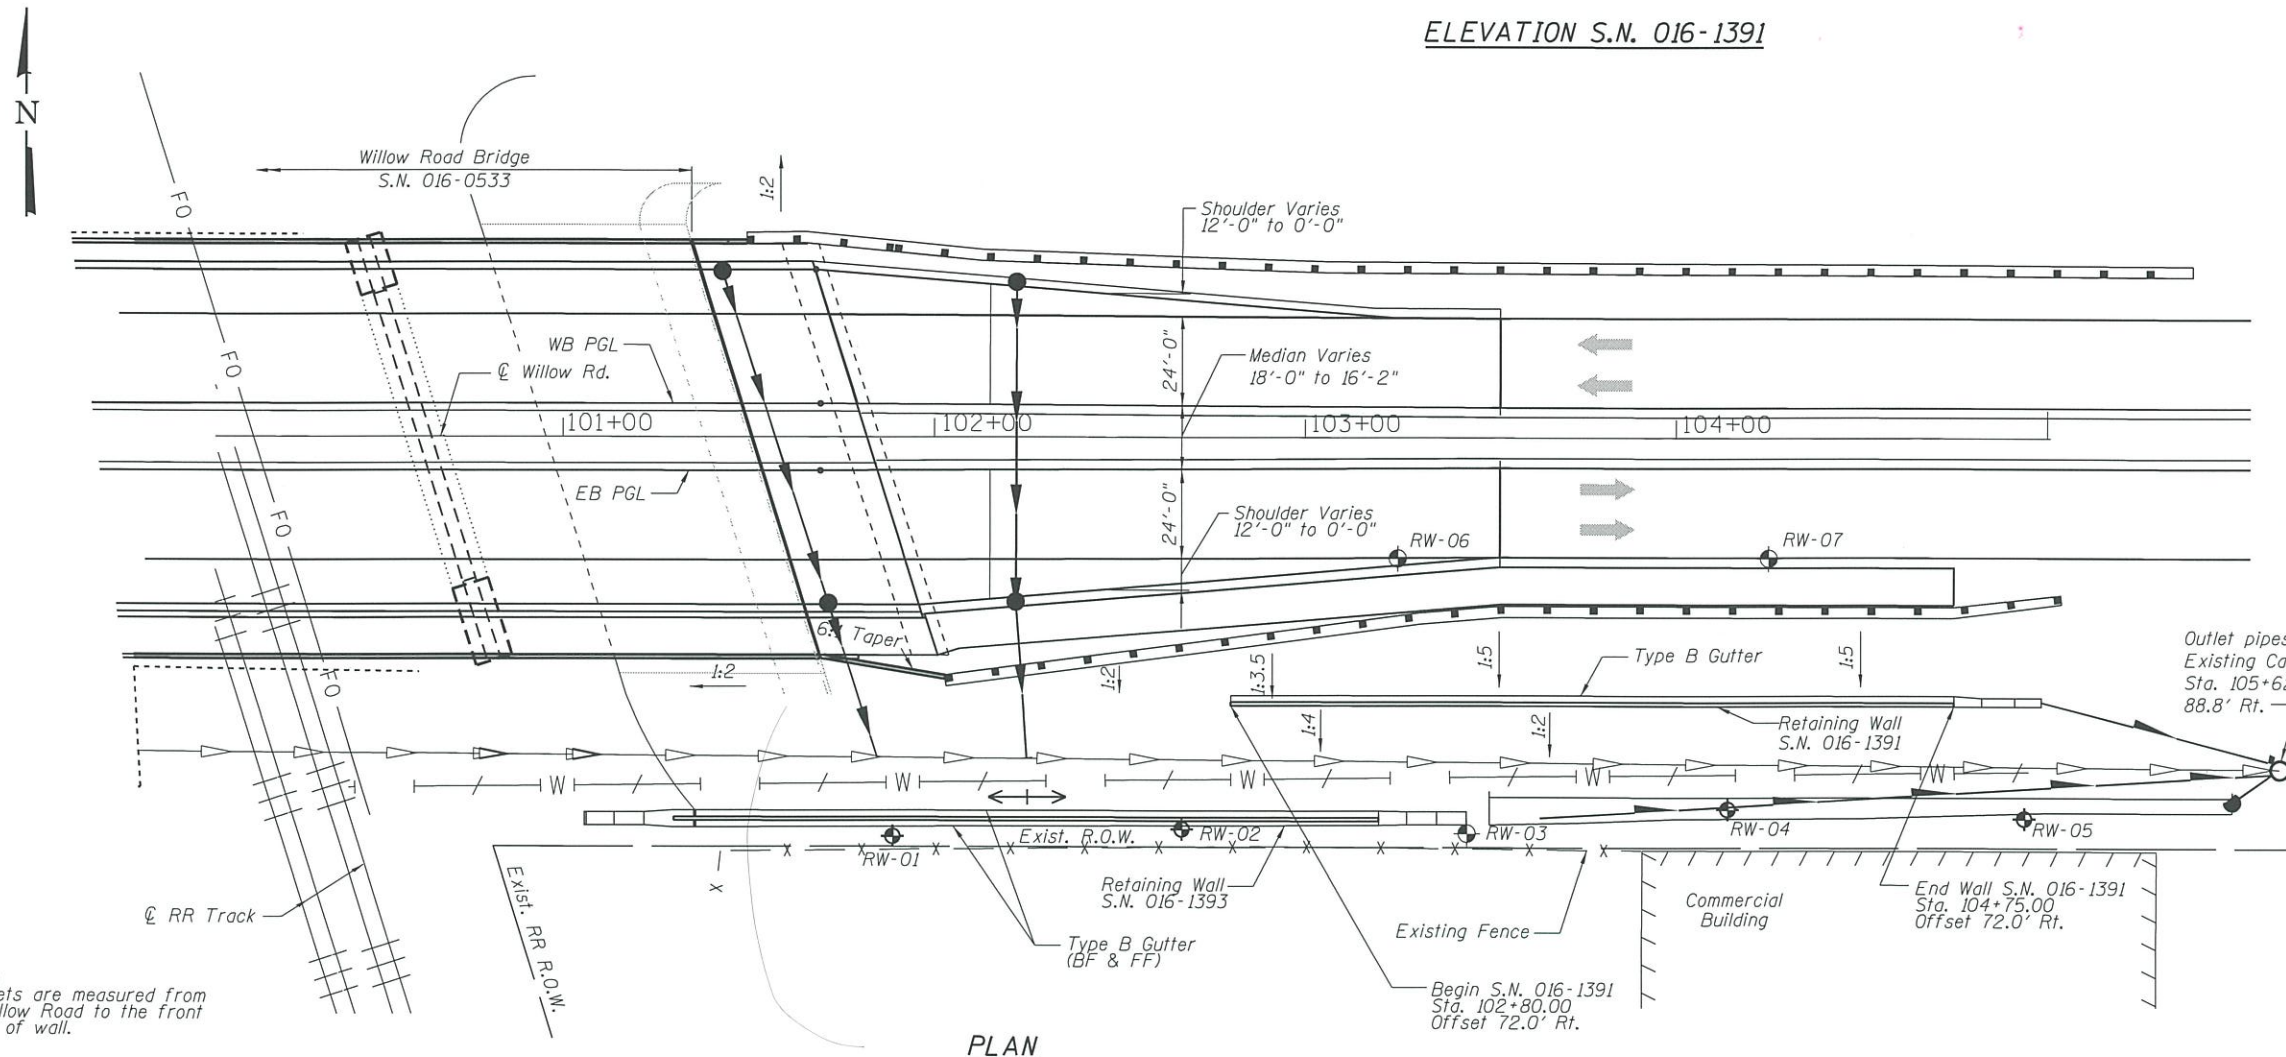 ELEVATION S.N. 016-1391
N
Willow Road Bridge
S.N. 016-0533
1:2
Shoulder Varies
12'-0" to 0'-0"
FO
FO
FO
FO
WB PGL
℄ Willow Rd.
24'-0"
Median Varies
18'-0" to 16'-2"
101+00
102+00
103+00
104+00
EB PGL
24'-0"
Shoulder Varies
12'-0" to 0'-0"
RW-06
RW-07
Taper
1:2
1:2
1:3.5
1:5
Type B Gutter
1:5
Outlet pipes
Existing
Sta. 105+62
88.8' Rt.
1:4
1:2
Retaining Wall
S.N. 016-1391
W
W
W
W
W
RW-01
Exist. R.O.W.
RW-02
RW-03
RW-04
RW-05
X
X
X
X
X
X
X
X
X
X
X
X
X
℄ RR Track
Exist. RR R.O.W.
Retaining Wall
S.N. 016-1393
Type B Gutter
(BF & FF)
Existing Fence
Commercial
Building
End Wall S.N. 016-1391
Sta. 104+75.00
Offset 72.0' Rt.
Begin S.N. 016-1391
Sta. 102+80.00
Offset 72.0' Rt.
ets are measured from
llow Road to the front
of wall.
PLAN